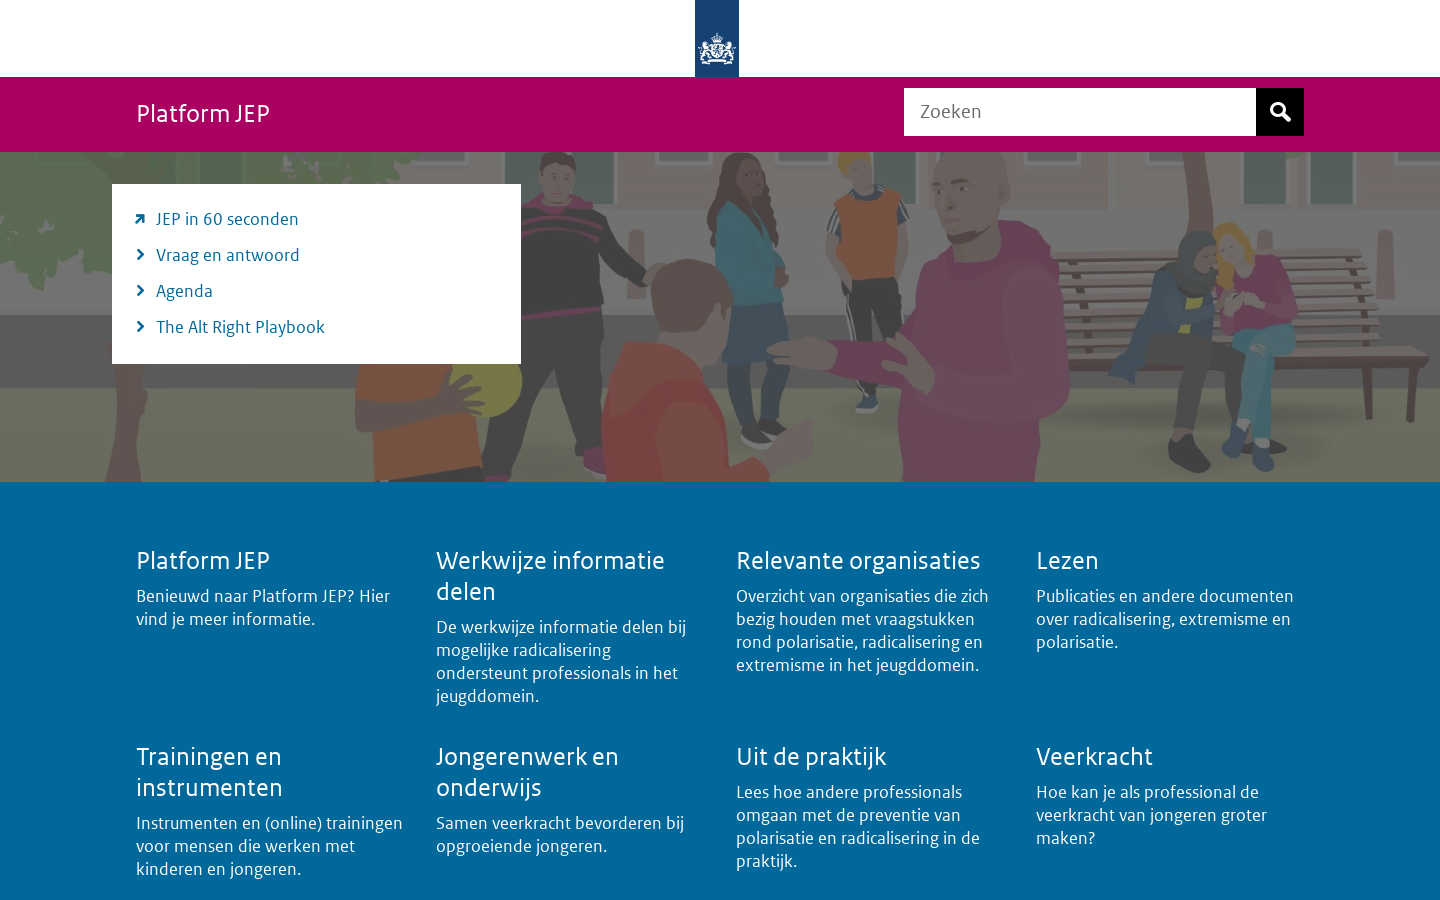 Platform JEP
Zoeken
JEP in 60 seconden
Vraag en antwoord
Agenda
The Alt Right Playbook
Platform JEP
Benieuwd naar Platform JEP? Hier
vind je meer informatie.
Werkwijze informatie
delen
De werkwijze informatie delen bij
mogelijke radicalisering
ondersteunt professionals in het
jeugddomein.
Relevante organisaties
Overzicht van organisaties die zich
bezig houden met vraagstukken
rond polarisatie, radicalisering en
extremisme in het jeugddomein.
Lezen
Publicaties en andere documenten
over radicalisering, extremisme en
polarisatie.
Trainingen en
instrumenten
Instrumenten en (online) trainingen
voor mensen die werken met
kinderen en jongeren.
Jongerenwerk en
onderwijs
Samen veerkracht bevorderen bij
opgroeiende jongeren.
Uit de praktijk
Lees hoe andere professionals
omgaan met de preventie van
polarisatie en radicalisering in de
praktijk.
Veerkracht
Hoe kan je als professional de
veerkracht van jongeren groter
maken?